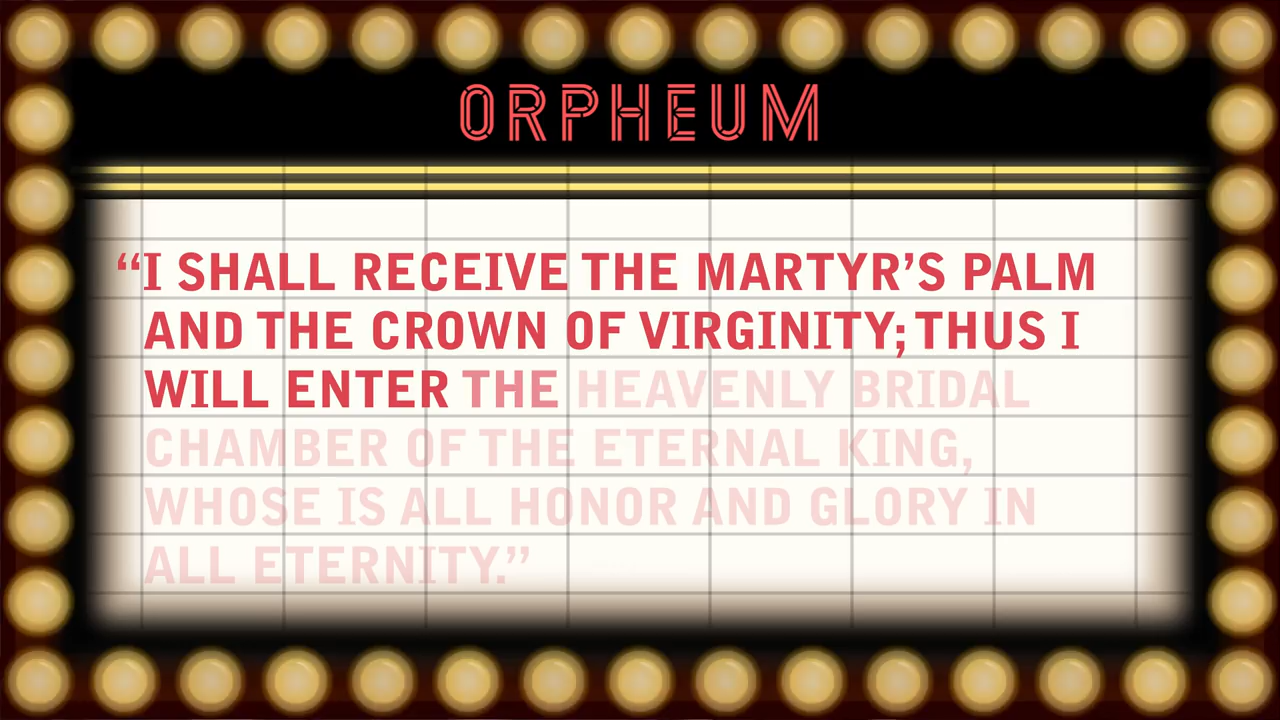 ORPHEUM
“I SHALL RECEIVE THE MARTYR’S PALM
AND THE CROWN OF VIRGINITY; THUS I
WILL ENTER THE HEAVENLY BRIDAL
CHAMBER OF THE ETERNAL KING,
WHOSE IS ALL HONOR AND GLORY IN
ALL ETERNITY.”